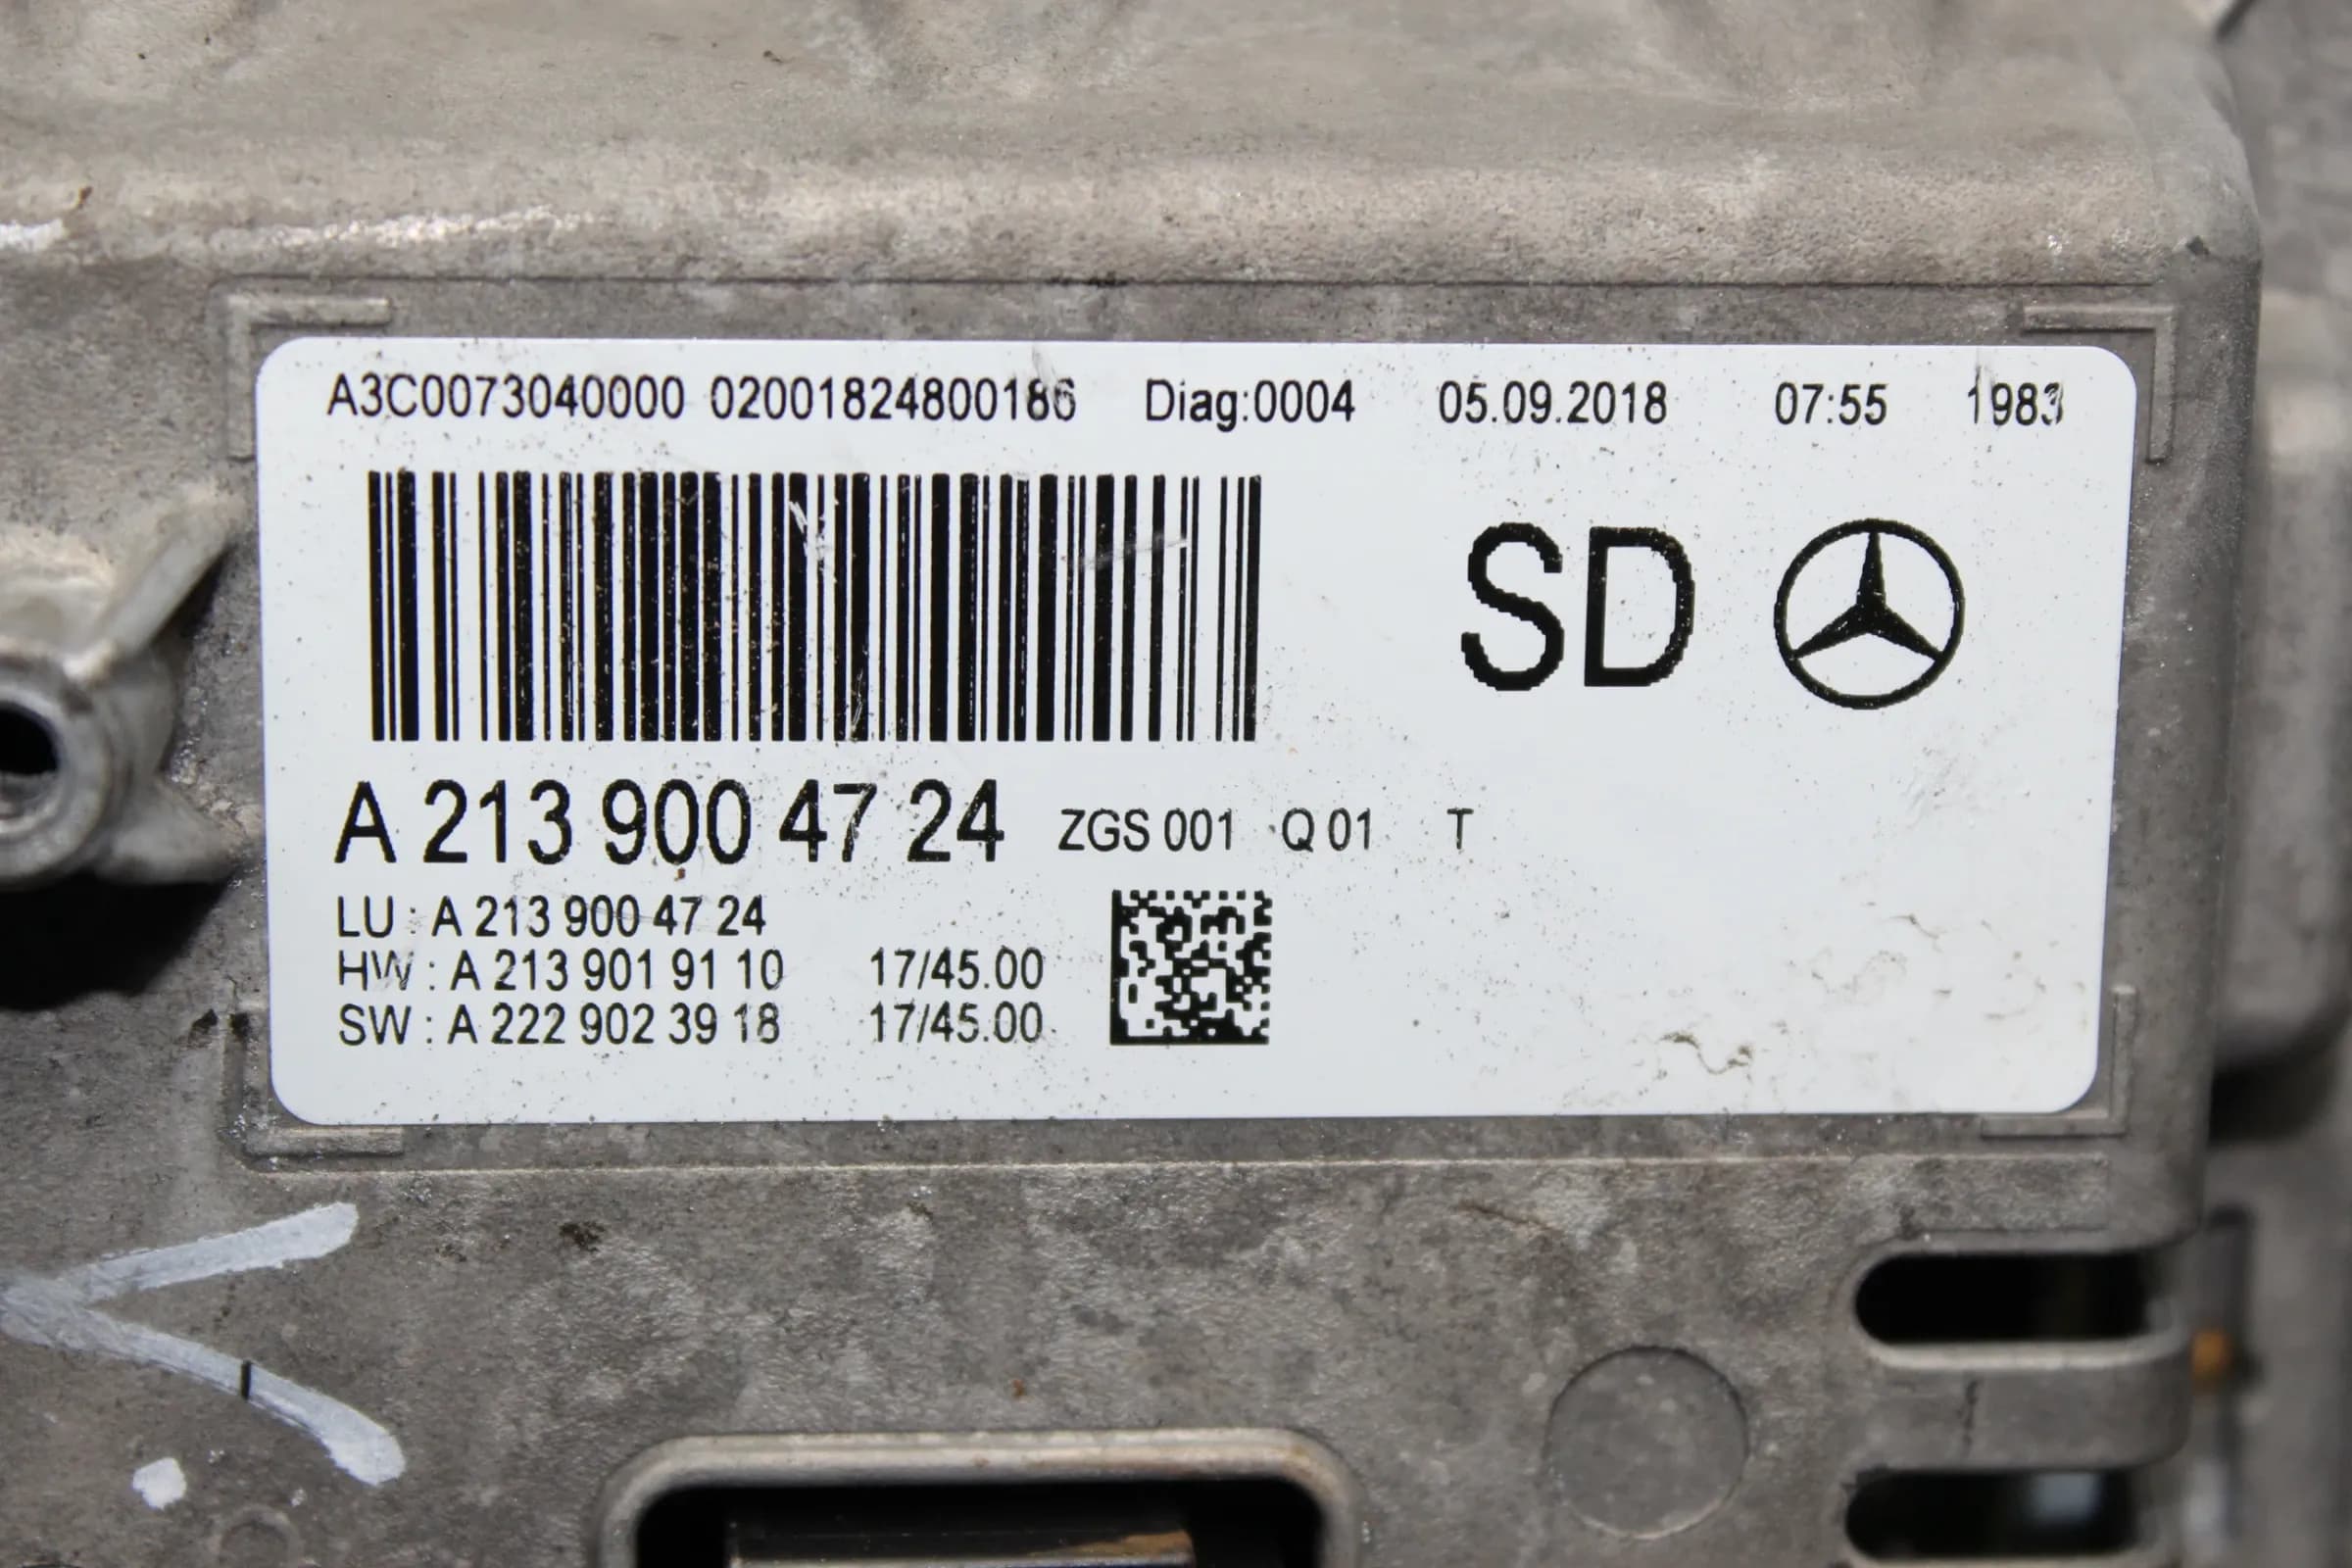 A3C0073040000 02001824800186 Diag:0004 05.09.2018 07:55 1983
SD
A 213 900 47 24 ZGS 001 Q 01 T
LU : A 213 900 47 24
HW : A 213 901 91 10 17/45.00
SW : A 222 902 39 18 17/45.00